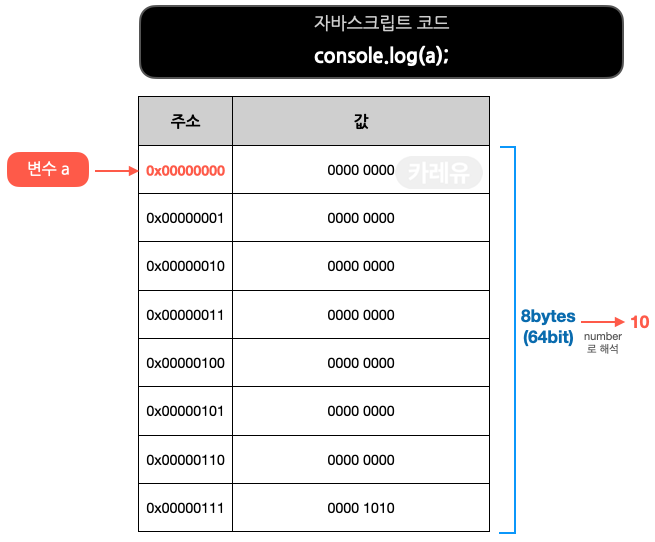 자바스크립트 코드
console.log(a);
주소 값
변수 a
0x00000000 0000 0000
카레유
0x00000001 0000 0000
0x00000010 0000 0000
0x00000011 0000 0000
8bytes
(64bit)
number
로 해석
10
0x00000100 0000 0000
0x00000101 0000 0000
0x00000110 0000 0000
0x00000111 0000 1010